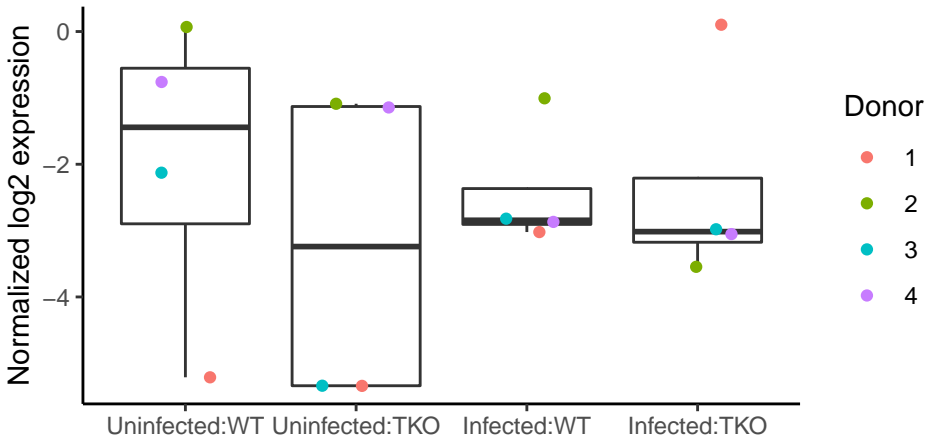 Normalized log2 expression
0
−2
−4
Uninfected:WT Uninfected:TKO Infected:WT Infected:TKO
Donor
1
2
3
4